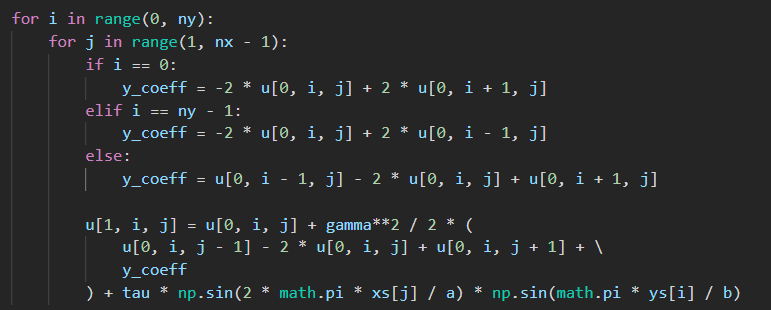 for i in range(0, ny):
    for j in range(1, nx - 1):
        if i == 0:
            y_coeff = -2 * u[0, i, j] + 2 * u[0, i + 1, j]
        elif i == ny - 1:
            y_coeff = -2 * u[0, i, j] + 2 * u[0, i - 1, j]
        else:
            y_coeff = u[0, i - 1, j] - 2 * u[0, i, j] + u[0, i + 1, j]

        u[1, i, j] = u[0, i, j] + gamma**2 / 2 * (
            u[0, i, j - 1] - 2 * u[0, i, j] + u[0, i, j + 1] + \
            y_coeff
        ) + tau * np.sin(2 * math.pi * xs[j] / a) * np.sin(math.pi * ys[i] / b)